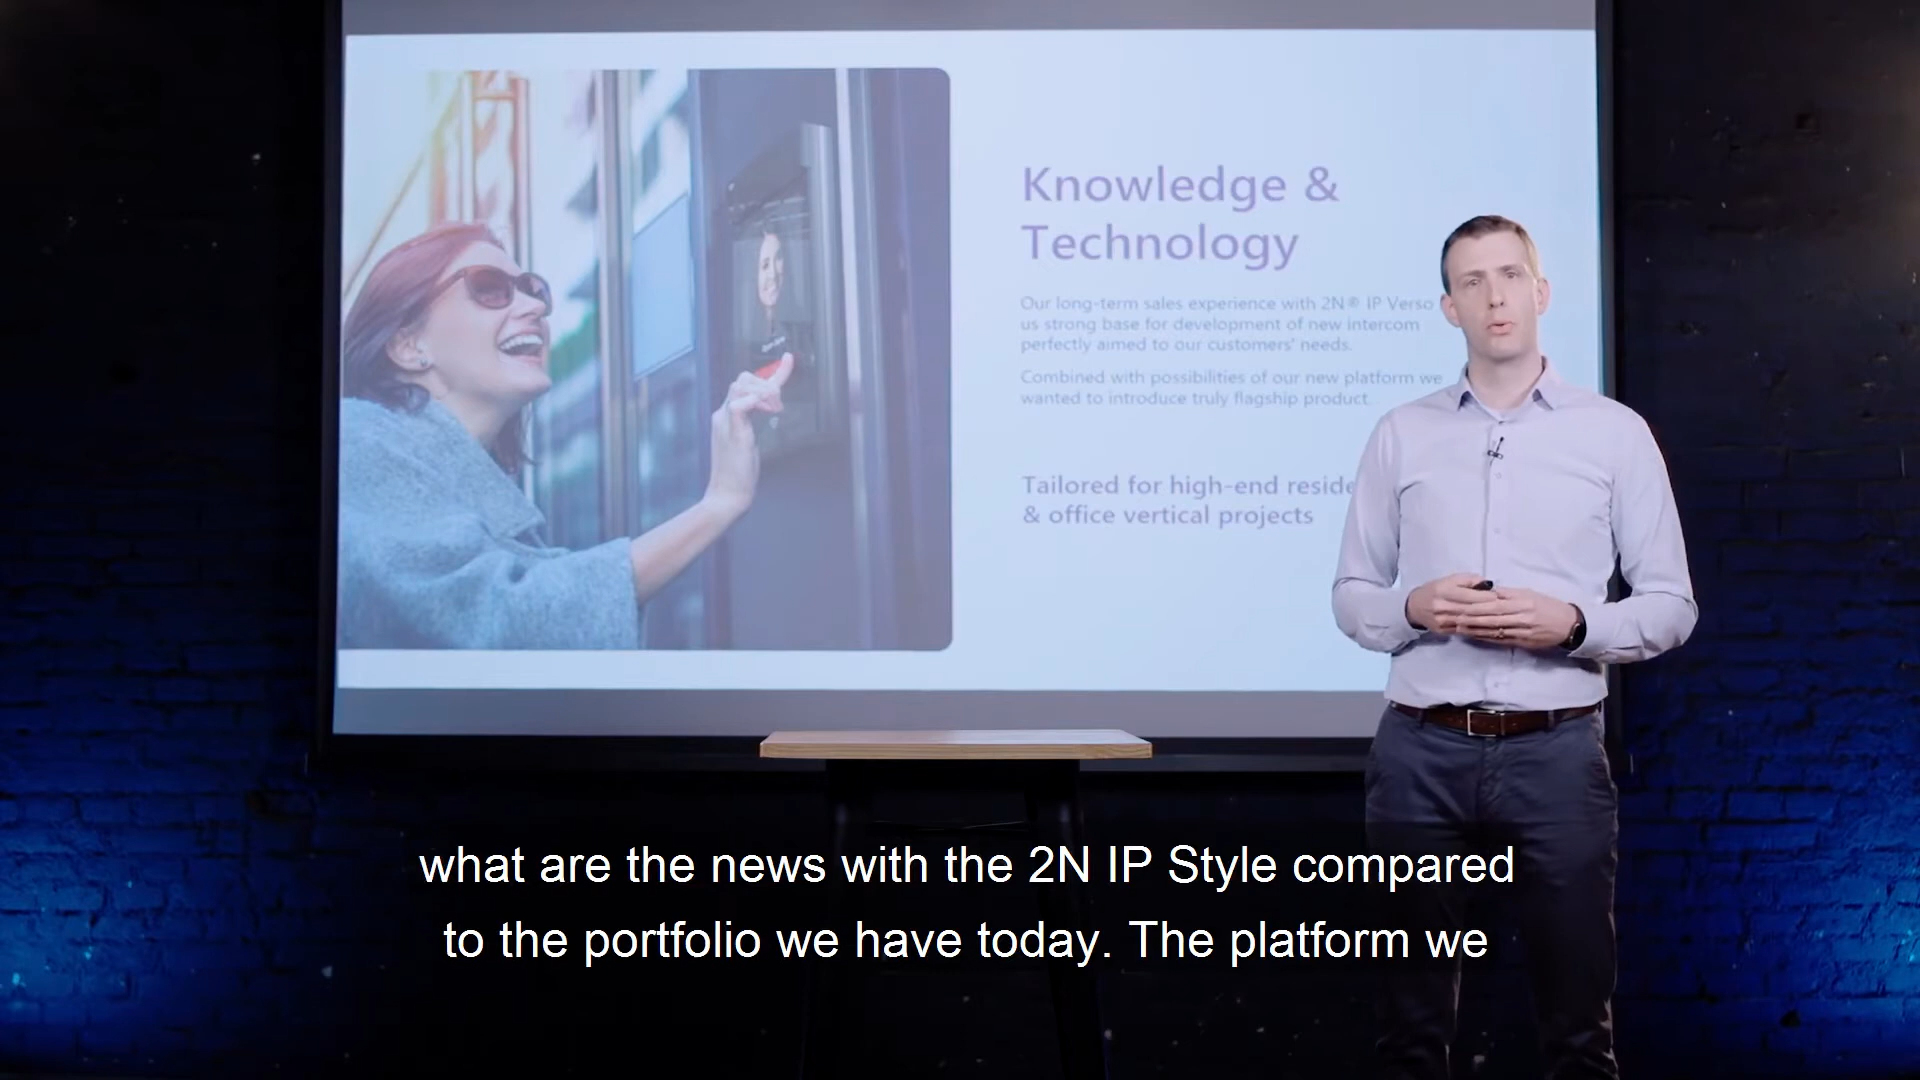 Knowledge &
Technology
Our long-term sales experience with 2N® IP Verso
us strong base for development of new intercom
perfectly aimed to our customers' needs.
Combined with possibilities of our new platform we
wanted to introduce truly flagship product.
Tailored for high-end reside
& office vertical projects
what are the news with the 2N IP Style compared
to the portfolio we have today. The platform we